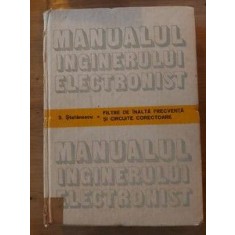 MANUALUL
INGINERULUI
ELECTRONIST
FILTRE DE ÎNALTĂ FRECVENȚĂ
ȘI CIRCUITE CORECTOARE
MANUALUL
INGINERULUI
ELECTRONIST